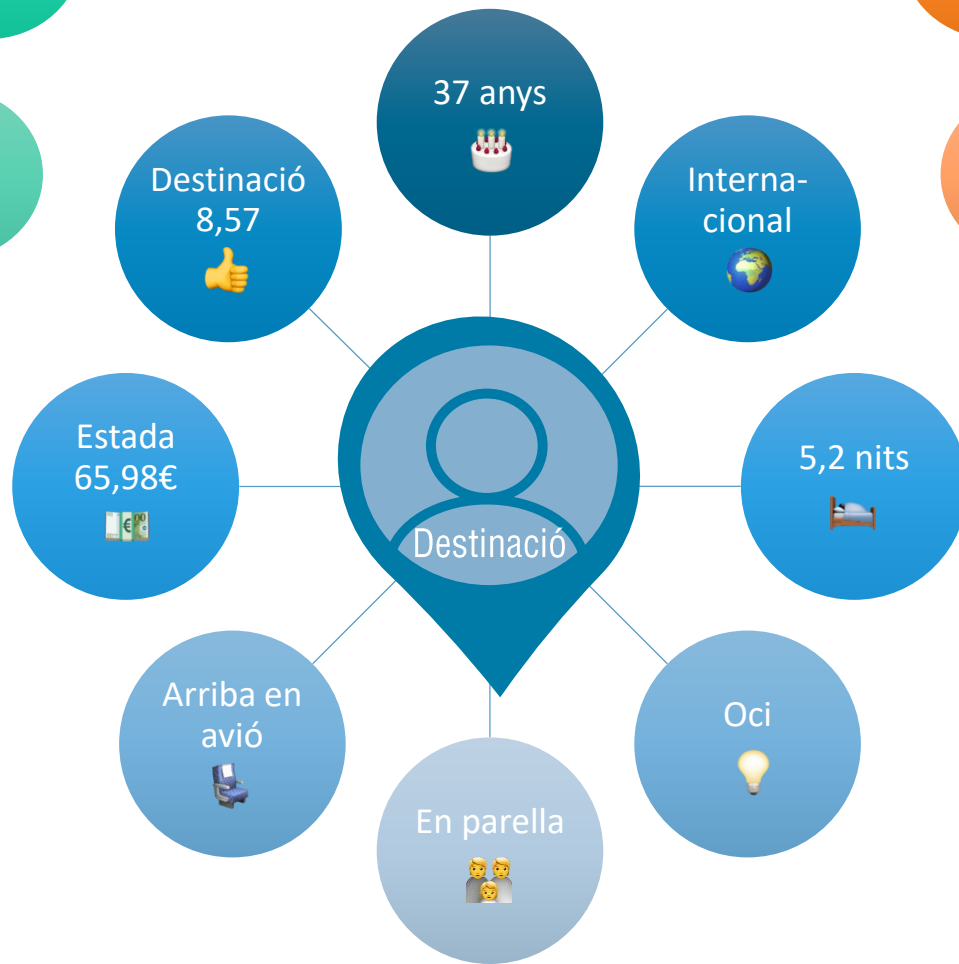 37 anys
Destinació
8,57
Interna-
cional
Estada
65,98€
5,2 nits
Destinació
Arriba en
avió
Oci
En parella